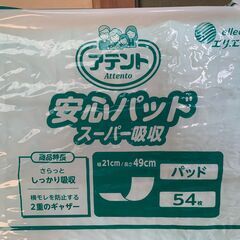 アテント
Attento
elleair
エリエ
安心パッド
スーパー吸収
商品特長
さらっと
しっかり吸収
横モレを防止する
2重のギャザー
幅21cm/長さ49cm
パッド
54枚